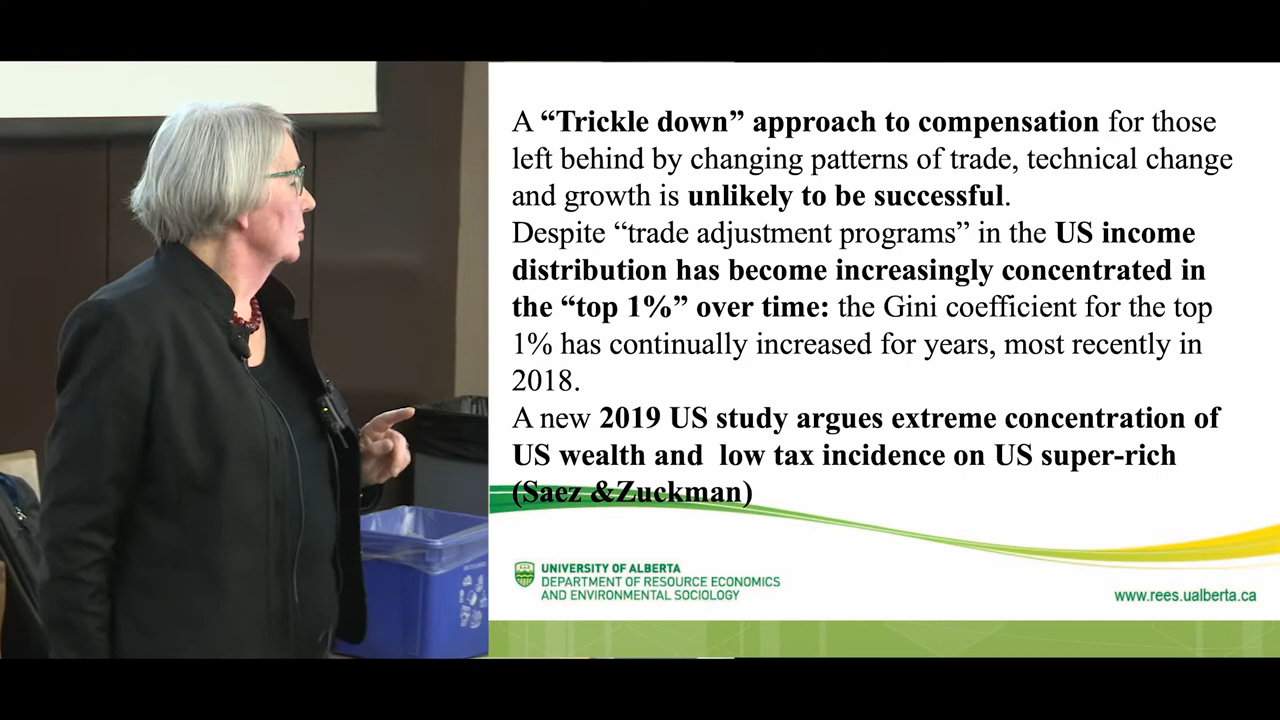 A “Trickle down” approach to compensation for those
left behind by changing patterns of trade, technical change
and growth is unlikely to be successful.
Despite “trade adjustment programs” in the US income
distribution has become increasingly concentrated in
the “top 1%” over time: the Gini coefficient for the top
1% has continually increased for years, most recently in
2018.
A new 2019 US study argues extreme concentration of
US wealth and  low tax incidence on US super-rich
(Saez &Zuckman)
UNIVERSITY OF ALBERTA
DEPARTMENT OF RESOURCE ECONOMICS
AND ENVIRONMENTAL SOCIOLOGY
www.rees.ualberta.ca